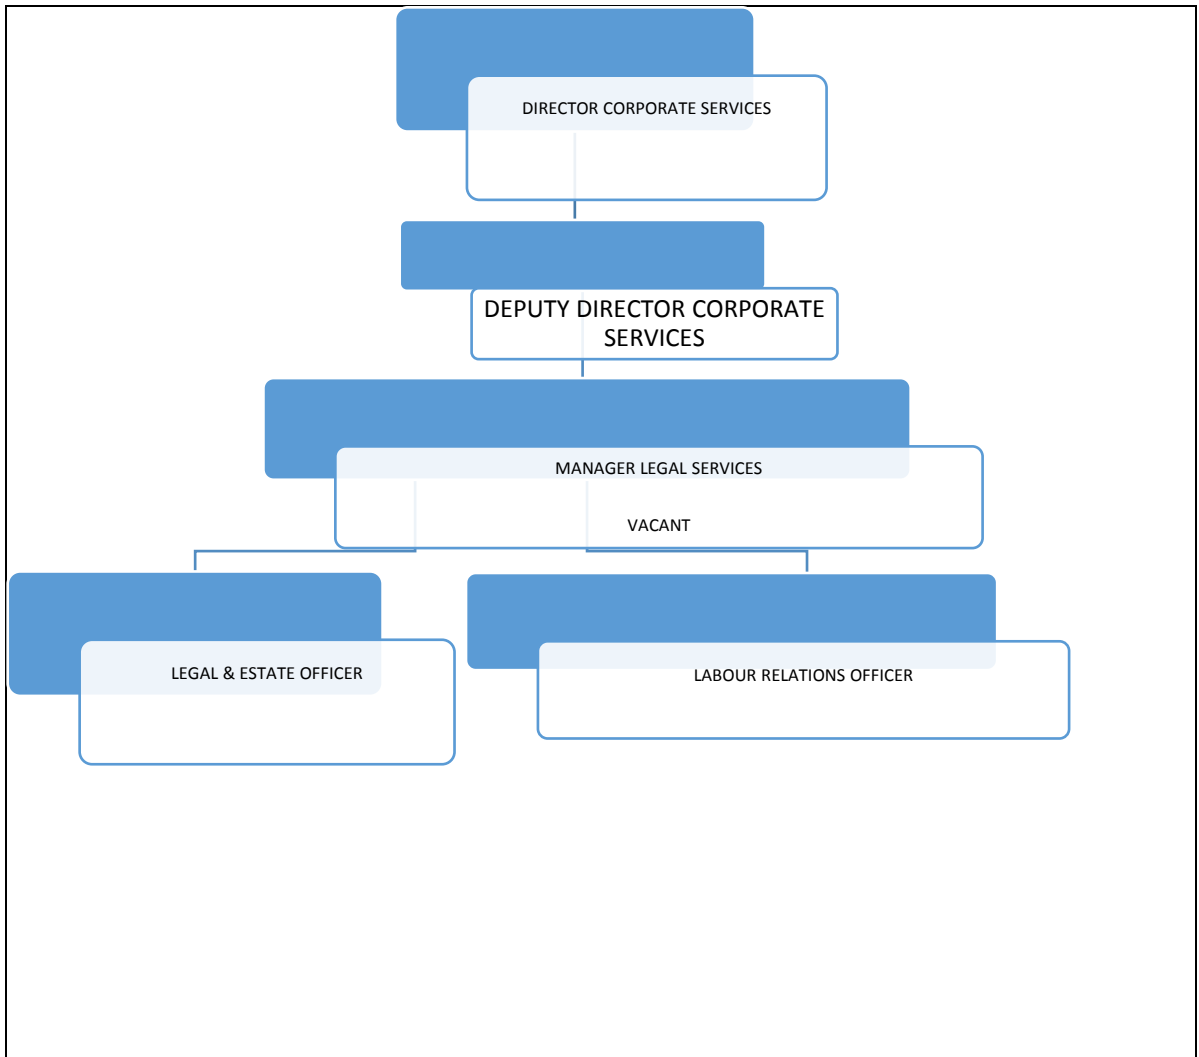 DIRECTOR CORPORATE SERVICES
DEPUTY DIRECTOR CORPORATE
SERVICES
MANAGER LEGAL SERVICES
VACANT
LEGAL & ESTATE OFFICER
LABOUR RELATIONS OFFICER